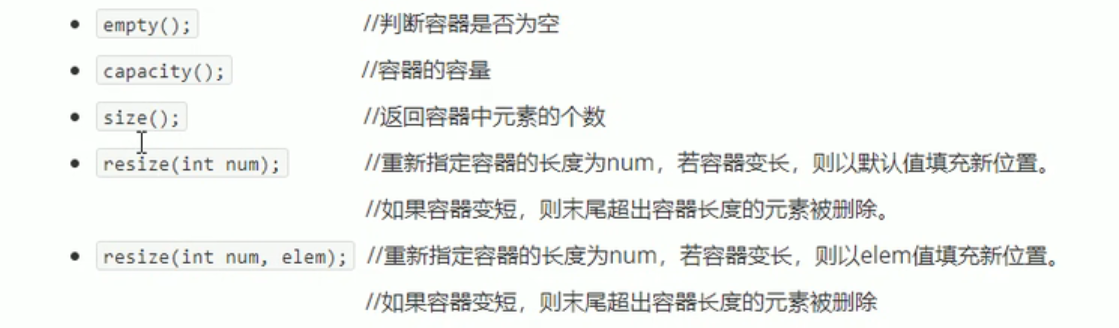 empty(); //判断容器是否为空
capacity(); //容器的容量
size(); //返回容器中元素的个数
resize(int num); //重新指定容器的长度为num，若容器变长，则以默认值填充新位置。
//如果容器变短，则末尾超出容器长度的元素被删除。
resize(int num, elem); //重新指定容器的长度为num，若容器变长，则以elem值填充新位置。
//如果容器变短，则末尾超出容器长度的元素被删除